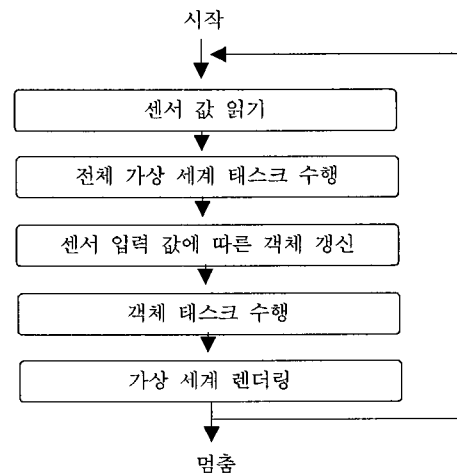 시작
센서 값 읽기
전체 가상 세계 태스크 수행
센서 입력 값에 따른 객체 갱신
객체 태스크 수행
가상 세계 렌더링
멈춤